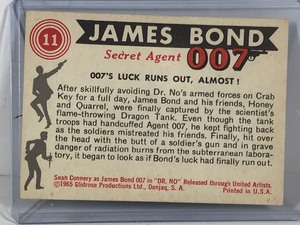 11
JAMES BOND
Secret Agent 007
007'S LUCK RUNS OUT, ALMOST!
After skillfully avoiding Dr. No's armed forces on Crab
Key for a full day, James Bond and his friends, Honey
and Quarrel, were finally captured by the scientist's
flame-throwing Dragon Tank. Even though the tank
troops had handcuffed Agent 007, he kept fighting back
as the soldiers mistreated his friends. Finally, hit over
the head with the butt of a soldier's gun and in grave
danger of radiation burns from the subterranean labora-
tory, it began to look as if Bond's luck had finally run out.
Sean Connery as James Bond 007 in "DR. NO" Released through United Artists.
©1965 Glidrose Productions Ltd., Danjaq, S. A.
Printed in U.S.A.